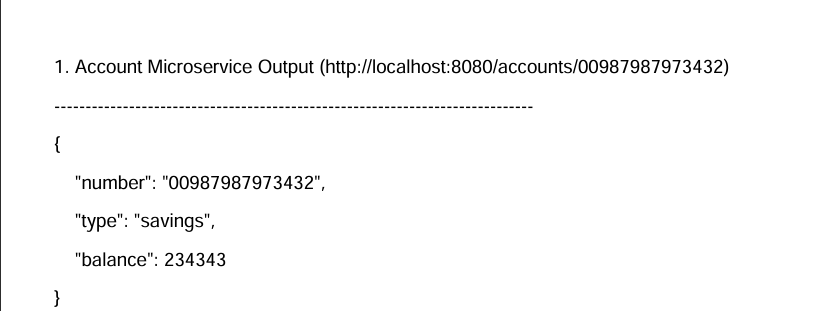 1. Account Microservice Output (http://localhost:8080/accounts/00987987973432)
-----------------------------------------------------------------------------
{
"number": "00987987973432",
"type": "savings",
"balance": 234343
}